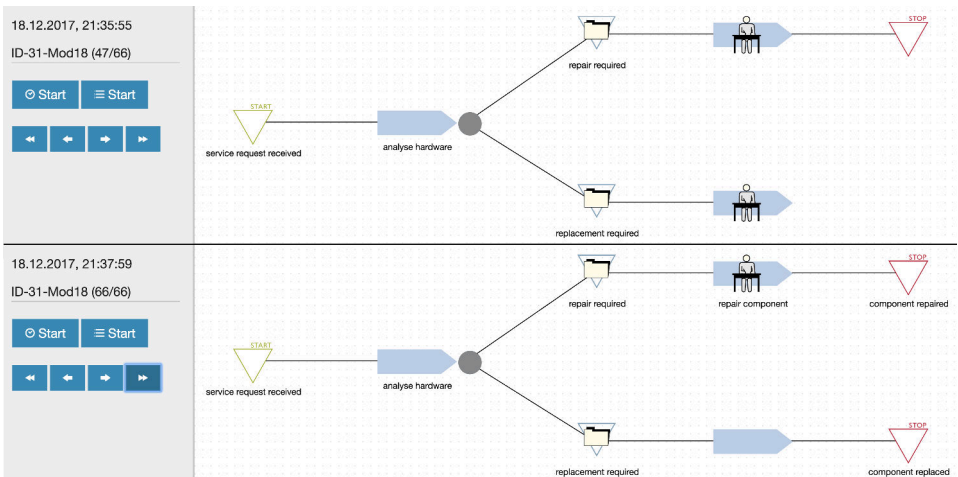 18.12.2017, 21:35:55
ID-31-Mod18 (47/66)
Start Start
START
service request received
analyse hardware
repair required
STOP
replacement required
18.12.2017, 21:37:59
ID-31-Mod18 (66/66)
Start Start
START
service request received
analyse hardware
repair required
repair component
STOP
component repaired
replacement required
STOP
component replaced